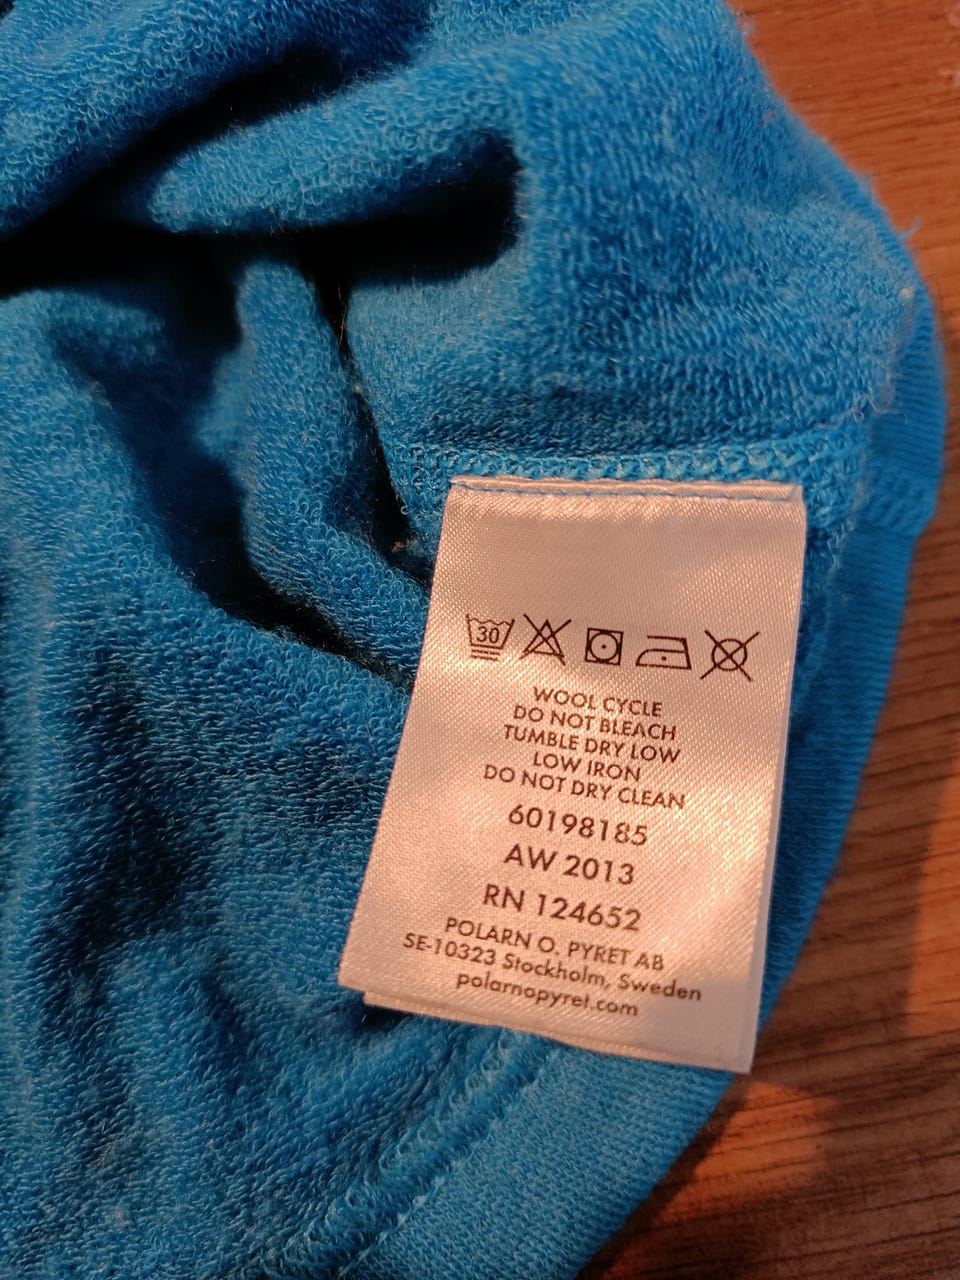 30
WOOL CYCLE
DO NOT BLEACH
TUMBLE DRY LOW
LOW IRON
DO NOT DRY CLEAN
60198185
AW 2013
RN 124652
POLARN O. PYRET AB
SE-10323 Stockholm, Sweden
polarnopyret.com